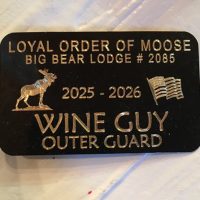 LOYAL ORDER OF MOOSE
BIG BEAR LODGE # 2085
2025 - 2026
WINE GUY
OUTER GUARD